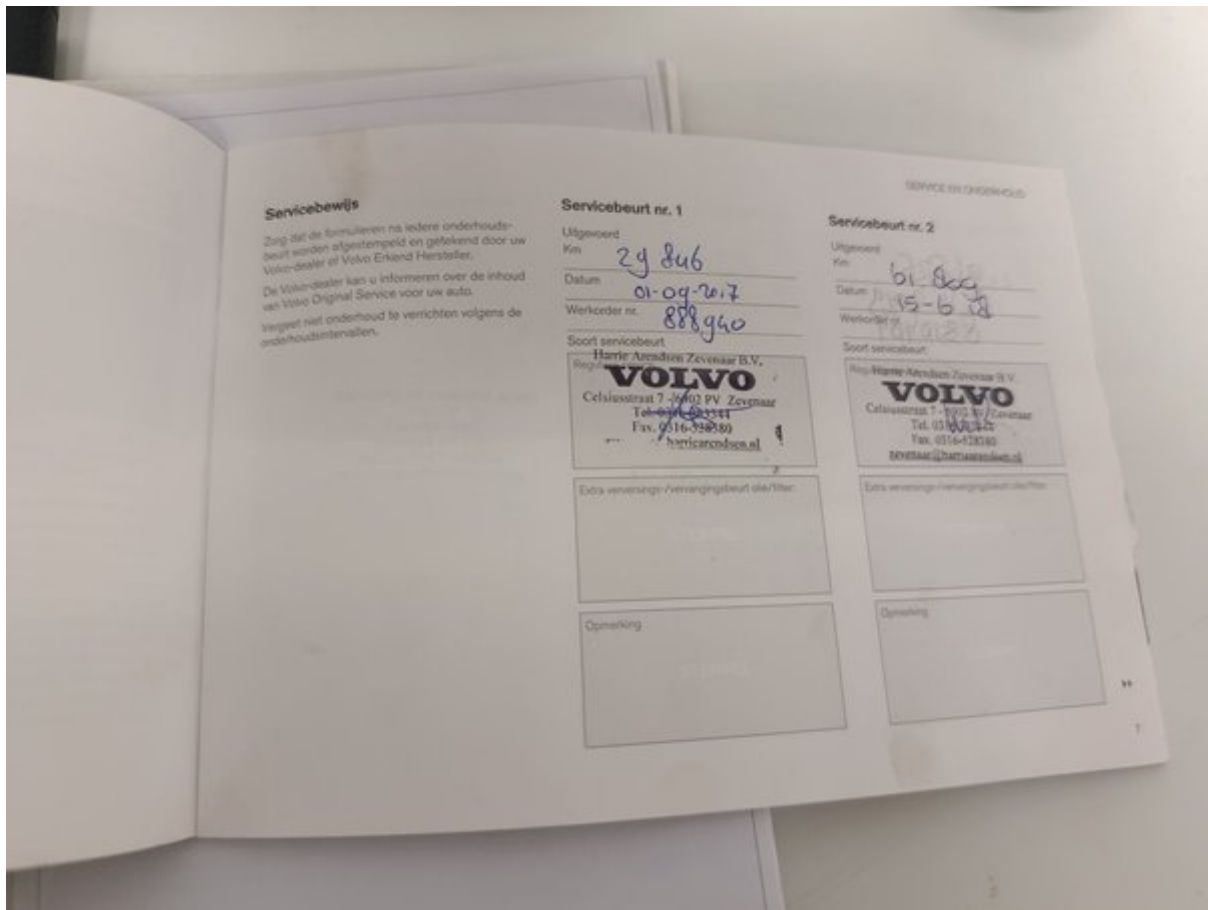 SERVICE EN ONDERHOUD
Servicebewijs
Zorg dat de formulieren na iedere onderhouds-
beurt worden afgestempeld en getekend door uw
Volvo-dealer of Volvo Erkend Hersteller.
De Volvo-dealer kan u informeren over de inhoud
van Volvo Original Service voor uw auto.
Vergeet niet onderhoud te verrichten volgens de
onderhoudsintervallen.
Servicebeurt nr. 1
Uitgevoerd
Km 29 846
Datum 01-09-2017
Werkorder nr. 888940
Soort servicebeurt
Harrie Arendsen Zevenaar B.V.
VOLVO
Celsiusstraat 7 - 6902 PV Zevenaar
Tel.
Fax. 0316-528380
harriearendsen.nl
Extra verversings-/vervangingsbeurt olie/filter:
Opmerking
Servicebeurt nr. 2
Uitgevoerd
Km 61 809
Datum 15-6 18
Werkorder nr.
Soort servicebeurt
Harrie Arendsen Zevenaar B.V.
VOLVO
Celsiusstraat 7 - 6902 PV Zevenaar
Tel.
Fax. 0316-528380
zevenaar@harriearendsen.nl
Extra verversings-/vervangingsbeurt olie/filter:
Opmerking
7